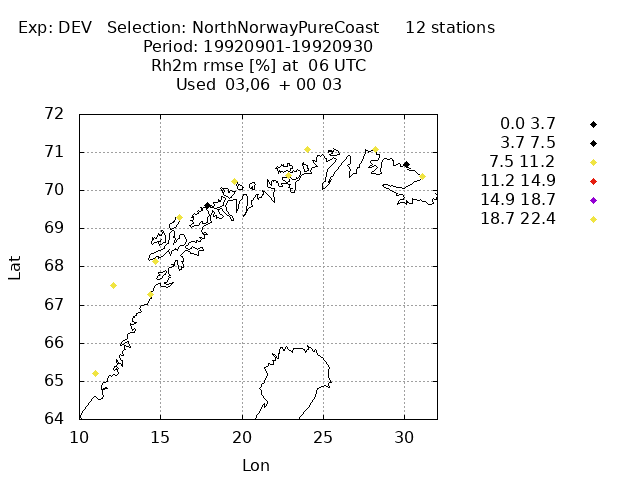 Exp: DEV Selection: NorthNorwayPureCoast 12 stations
Period: 19920901-19920930
Rh2m rmse [%] at 06 UTC
Used 03,06 + 00 03
72
71
70
69
68
67
66
65
64
10 15 20 25 30
Lat
Lon
0.0 3.7
3.7 7.5
7.5 11.2
11.2 14.9
14.9 18.7
18.7 22.4